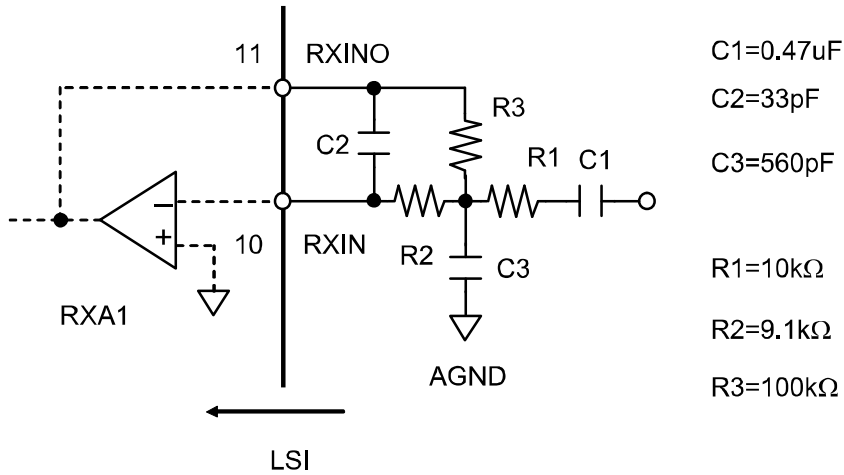 11 RXINO
C2
R3
R1 C1
10 RXIN
R2
C3
RXA1
AGND
LSI
C1=0.47uF
C2=33pF
C3=560pF
R1=10kΩ
R2=9.1kΩ
R3=100kΩ
−
+